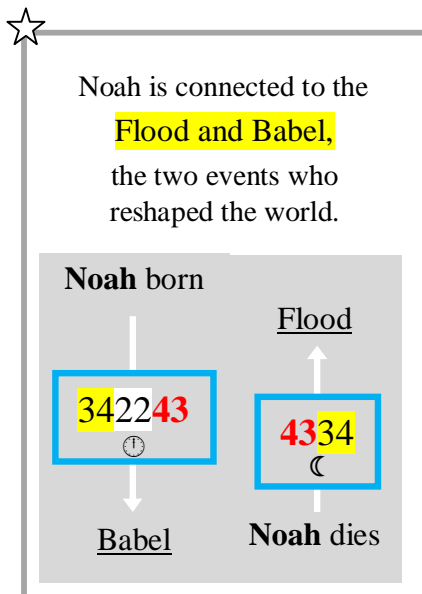 Noah is connected to the
Flood and Babel,
the two events who
reshaped the world.
Noah born
342243
Babel
Flood
4334
Noah dies